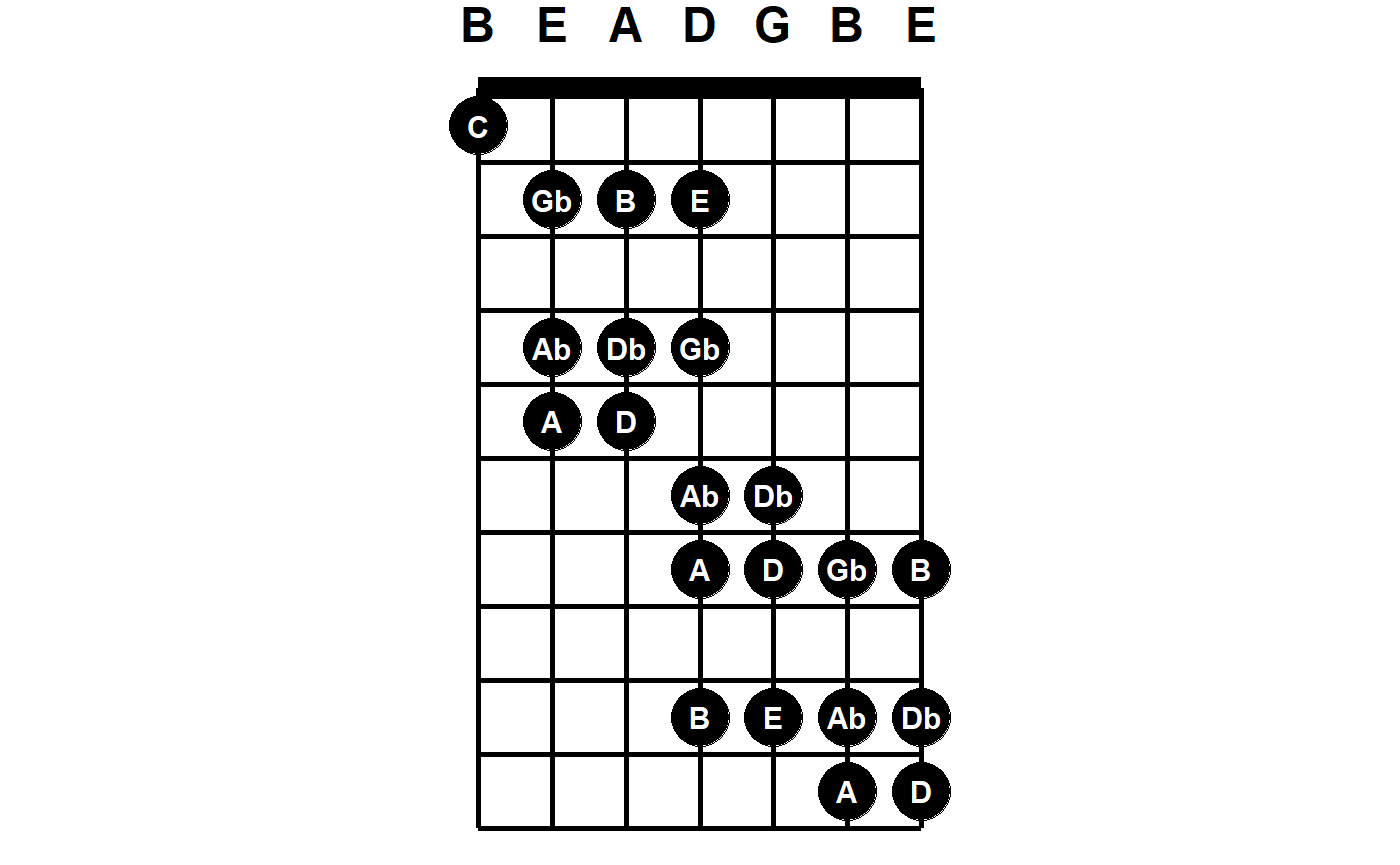 B E A D G B E
C
Gb B E
Ab Db Gb
A D
Ab Db
A D Gb B
B E Ab Db
A D